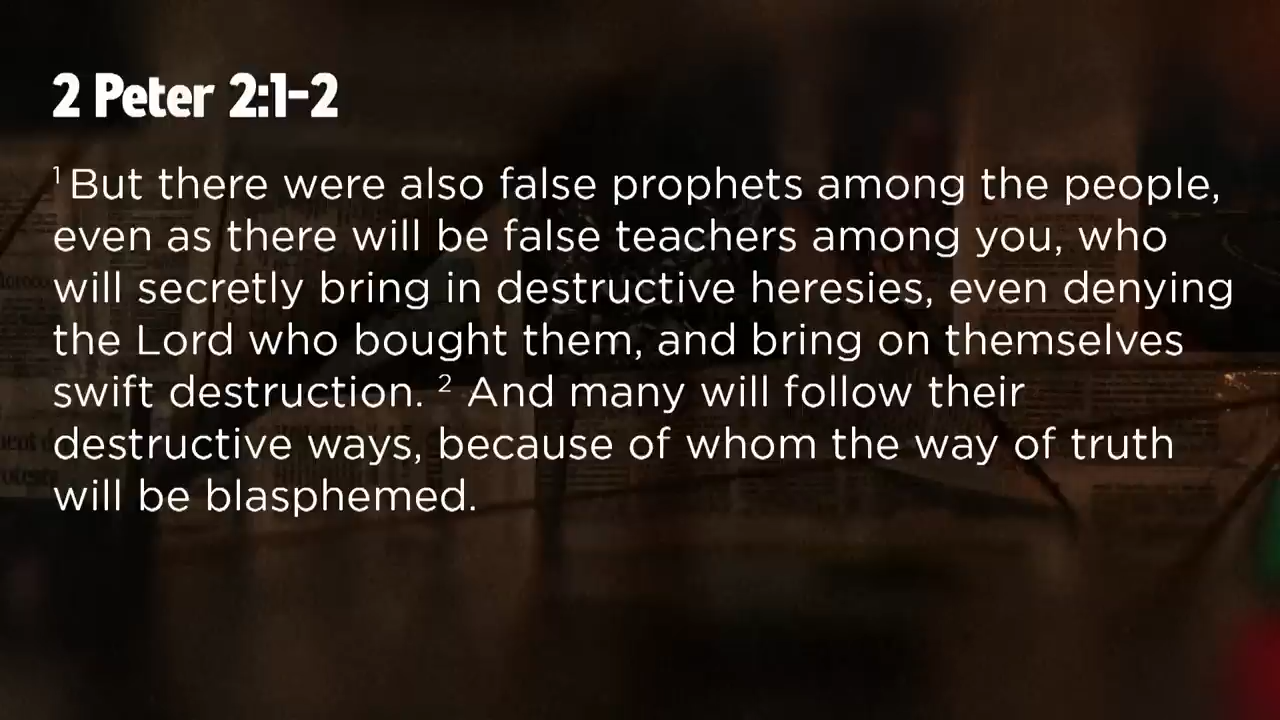 2 Peter 2:1-2
¹ But there were also false prophets among the people,
even as there will be false teachers among you, who
will secretly bring in destructive heresies, even denying
the Lord who bought them, and bring on themselves
swift destruction. ² And many will follow their
destructive ways, because of whom the way of truth
will be blasphemed.